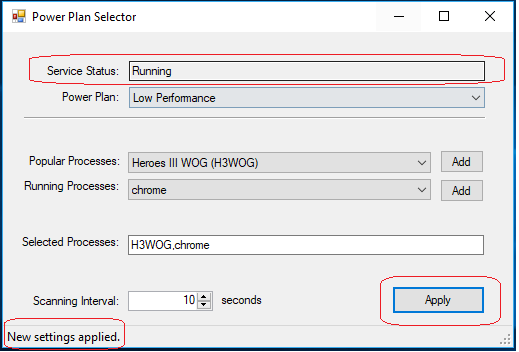 Power Plan Selector
Service Status: Running
Power Plan: Low Performance
Popular Processes: Heroes III WOG (H3WOG) Add
Running Processes: chrome Add
Selected Processes: H3WOG,chrome
Scanning Interval: 10 seconds Apply
New settings applied.